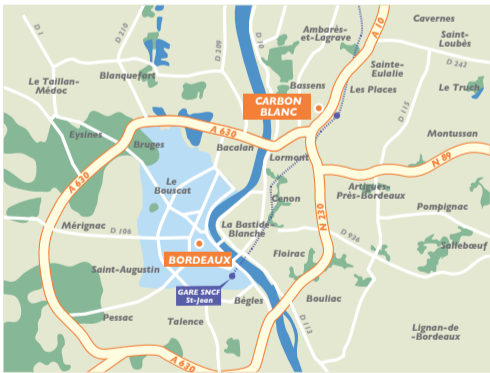 Cavernes
D 210
Ambarès-
et-Lagrave
A 10
D 1
D 10
Saint-
Loubès
D 209
Sainte-
Eulalie
D 242
Blanquefort
Le Taillan-
Médoc
Bassens
Les Places
Le Truch
CARBON
BLANC
D 115
A 630
Eysines
Bruges
Bacalan
Montussan
Lormont
N 89
A 630
Le
Bouscat
Artigues-
Près-Bordeaux
Cenon
Pompignac
N 230
Mérignac
D 106
La Bastide
Blanche
D 936
Sallebœuf
BORDEAUX
Floirac
Saint-Augustin
GARE SNCF
St-Jean
Bégles
Bouliac
Pessac
Talence
D 113
Lignan-de
-Bordeaux
A 630